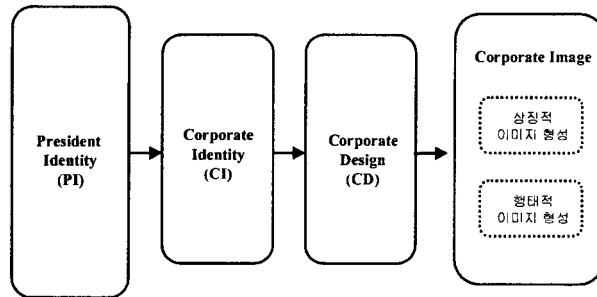 President
Identity
(PI)
Corporate
Identity
(CI)
Corporate
Design
(CD)
Corporate Image
상징적
이미지 형성
행태적
이미지 형성